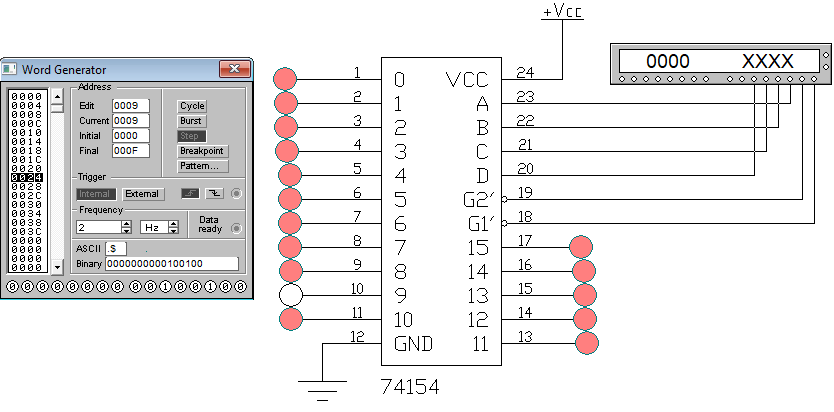 +Vcc
0000 XXXX
Word Generator
Address
Edit 0009
Current 0009
Initial 0000
Final 000F
Cycle
Burst
Step
Breakpoint
Pattern...
Trigger
Internal External
Frequency
2 Hz
Data
ready
ASCII .$ .
Binary 0000000000100100
0000
0004
0008
000C
0010
0014
0018
001C
0020
0024
0028
002C
0030
0034
0038
003C
0000
0000
0000
0 0 0 0 0 0 0 0 0 0 1 0 0 1 0 0
1 0 VCC 24
2 1 A 23
3 2 B 22
4 3 C 21
5 4 D 20
6 5 G2' 19
7 6 G1' 18
8 7 15 17
9 8 14 16
10 9 13 15
11 10 12 14
12 GND 11 13
74154